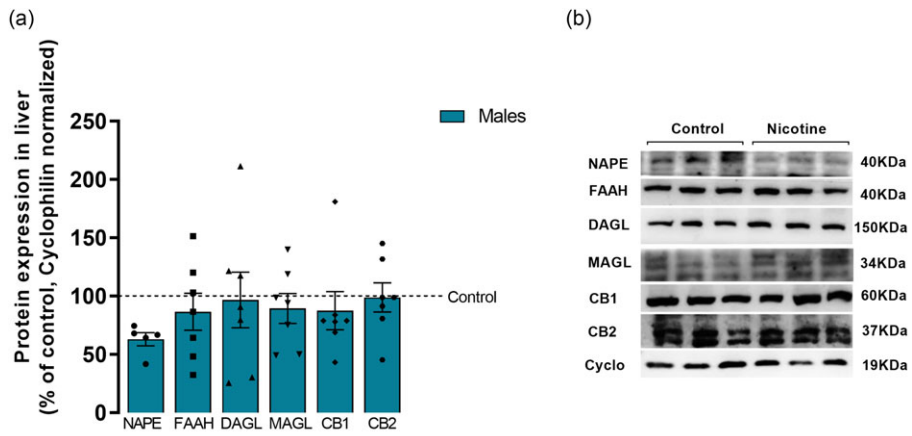 (a)
Protein expression in liver
(% of control, Cyclophilin normalized)
250
200
150
100
50
0
Males
Control
NAPE FAAH DAGL MAGL CB1 CB2
(b)
Control Nicotine
NAPE 40KDa
FAAH 40KDa
DAGL 150KDa
MAGL 34KDa
CB1 60KDa
CB2 37KDa
Cyclo 19KDa